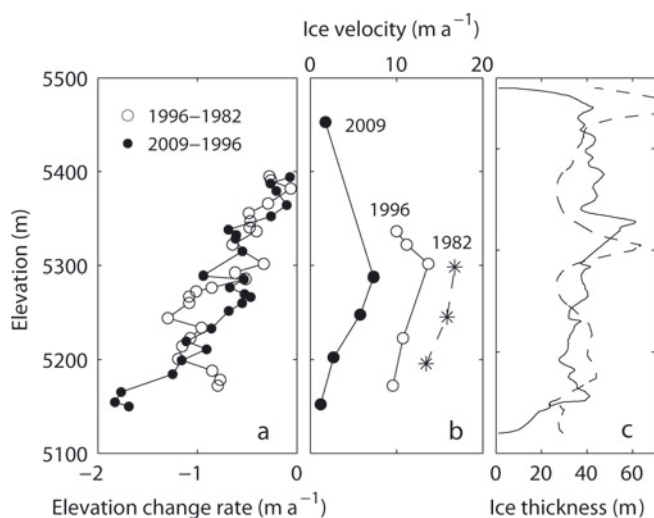 Ice velocity (m a⁻¹)
0 10 20
5500
5400
5300
5200
5100
Elevation (m)
1996−1982
2009−1996
2009
1996
1982
a b c
−2 −1 0
0 20 40 60
Elevation change rate (m a⁻¹) Ice thickness (m)